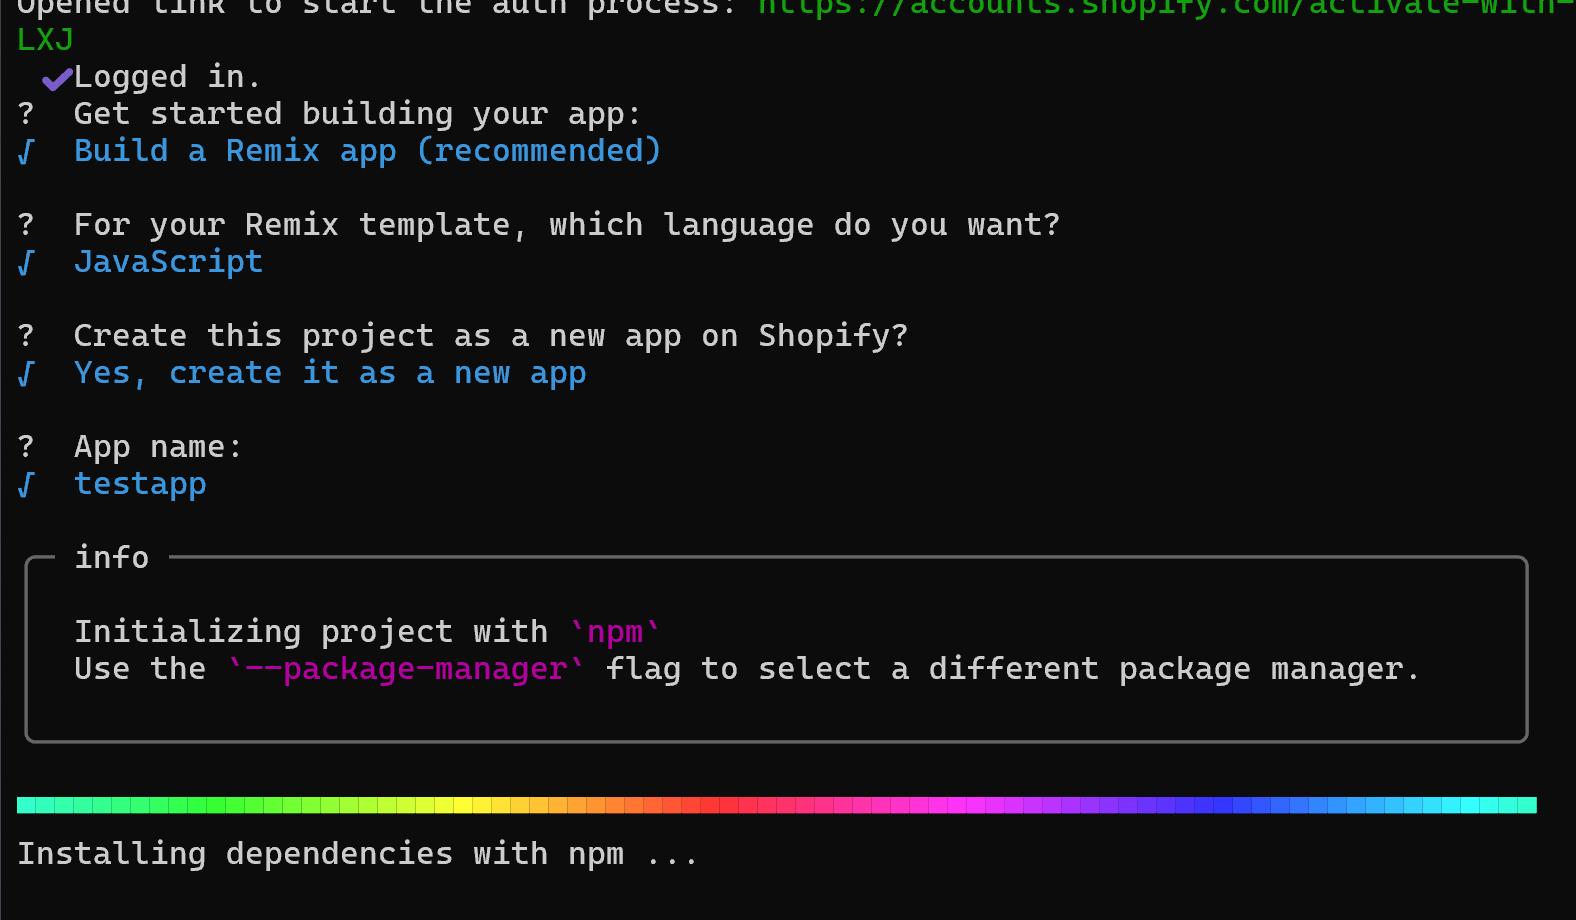 Opened link to start the auth process: https://accounts.shopify.com/activate-with-
LXJ
✔Logged in.
?  Get started building your app:
√  Build a Remix app (recommended)
?  For your Remix template, which language do you want?
√  JavaScript
?  Create this project as a new app on Shopify?
√  Yes, create it as a new app
?  App name:
√  testapp
info
Initializing project with `npm`
Use the `--package-manager` flag to select a different package manager.
Installing dependencies with npm ...